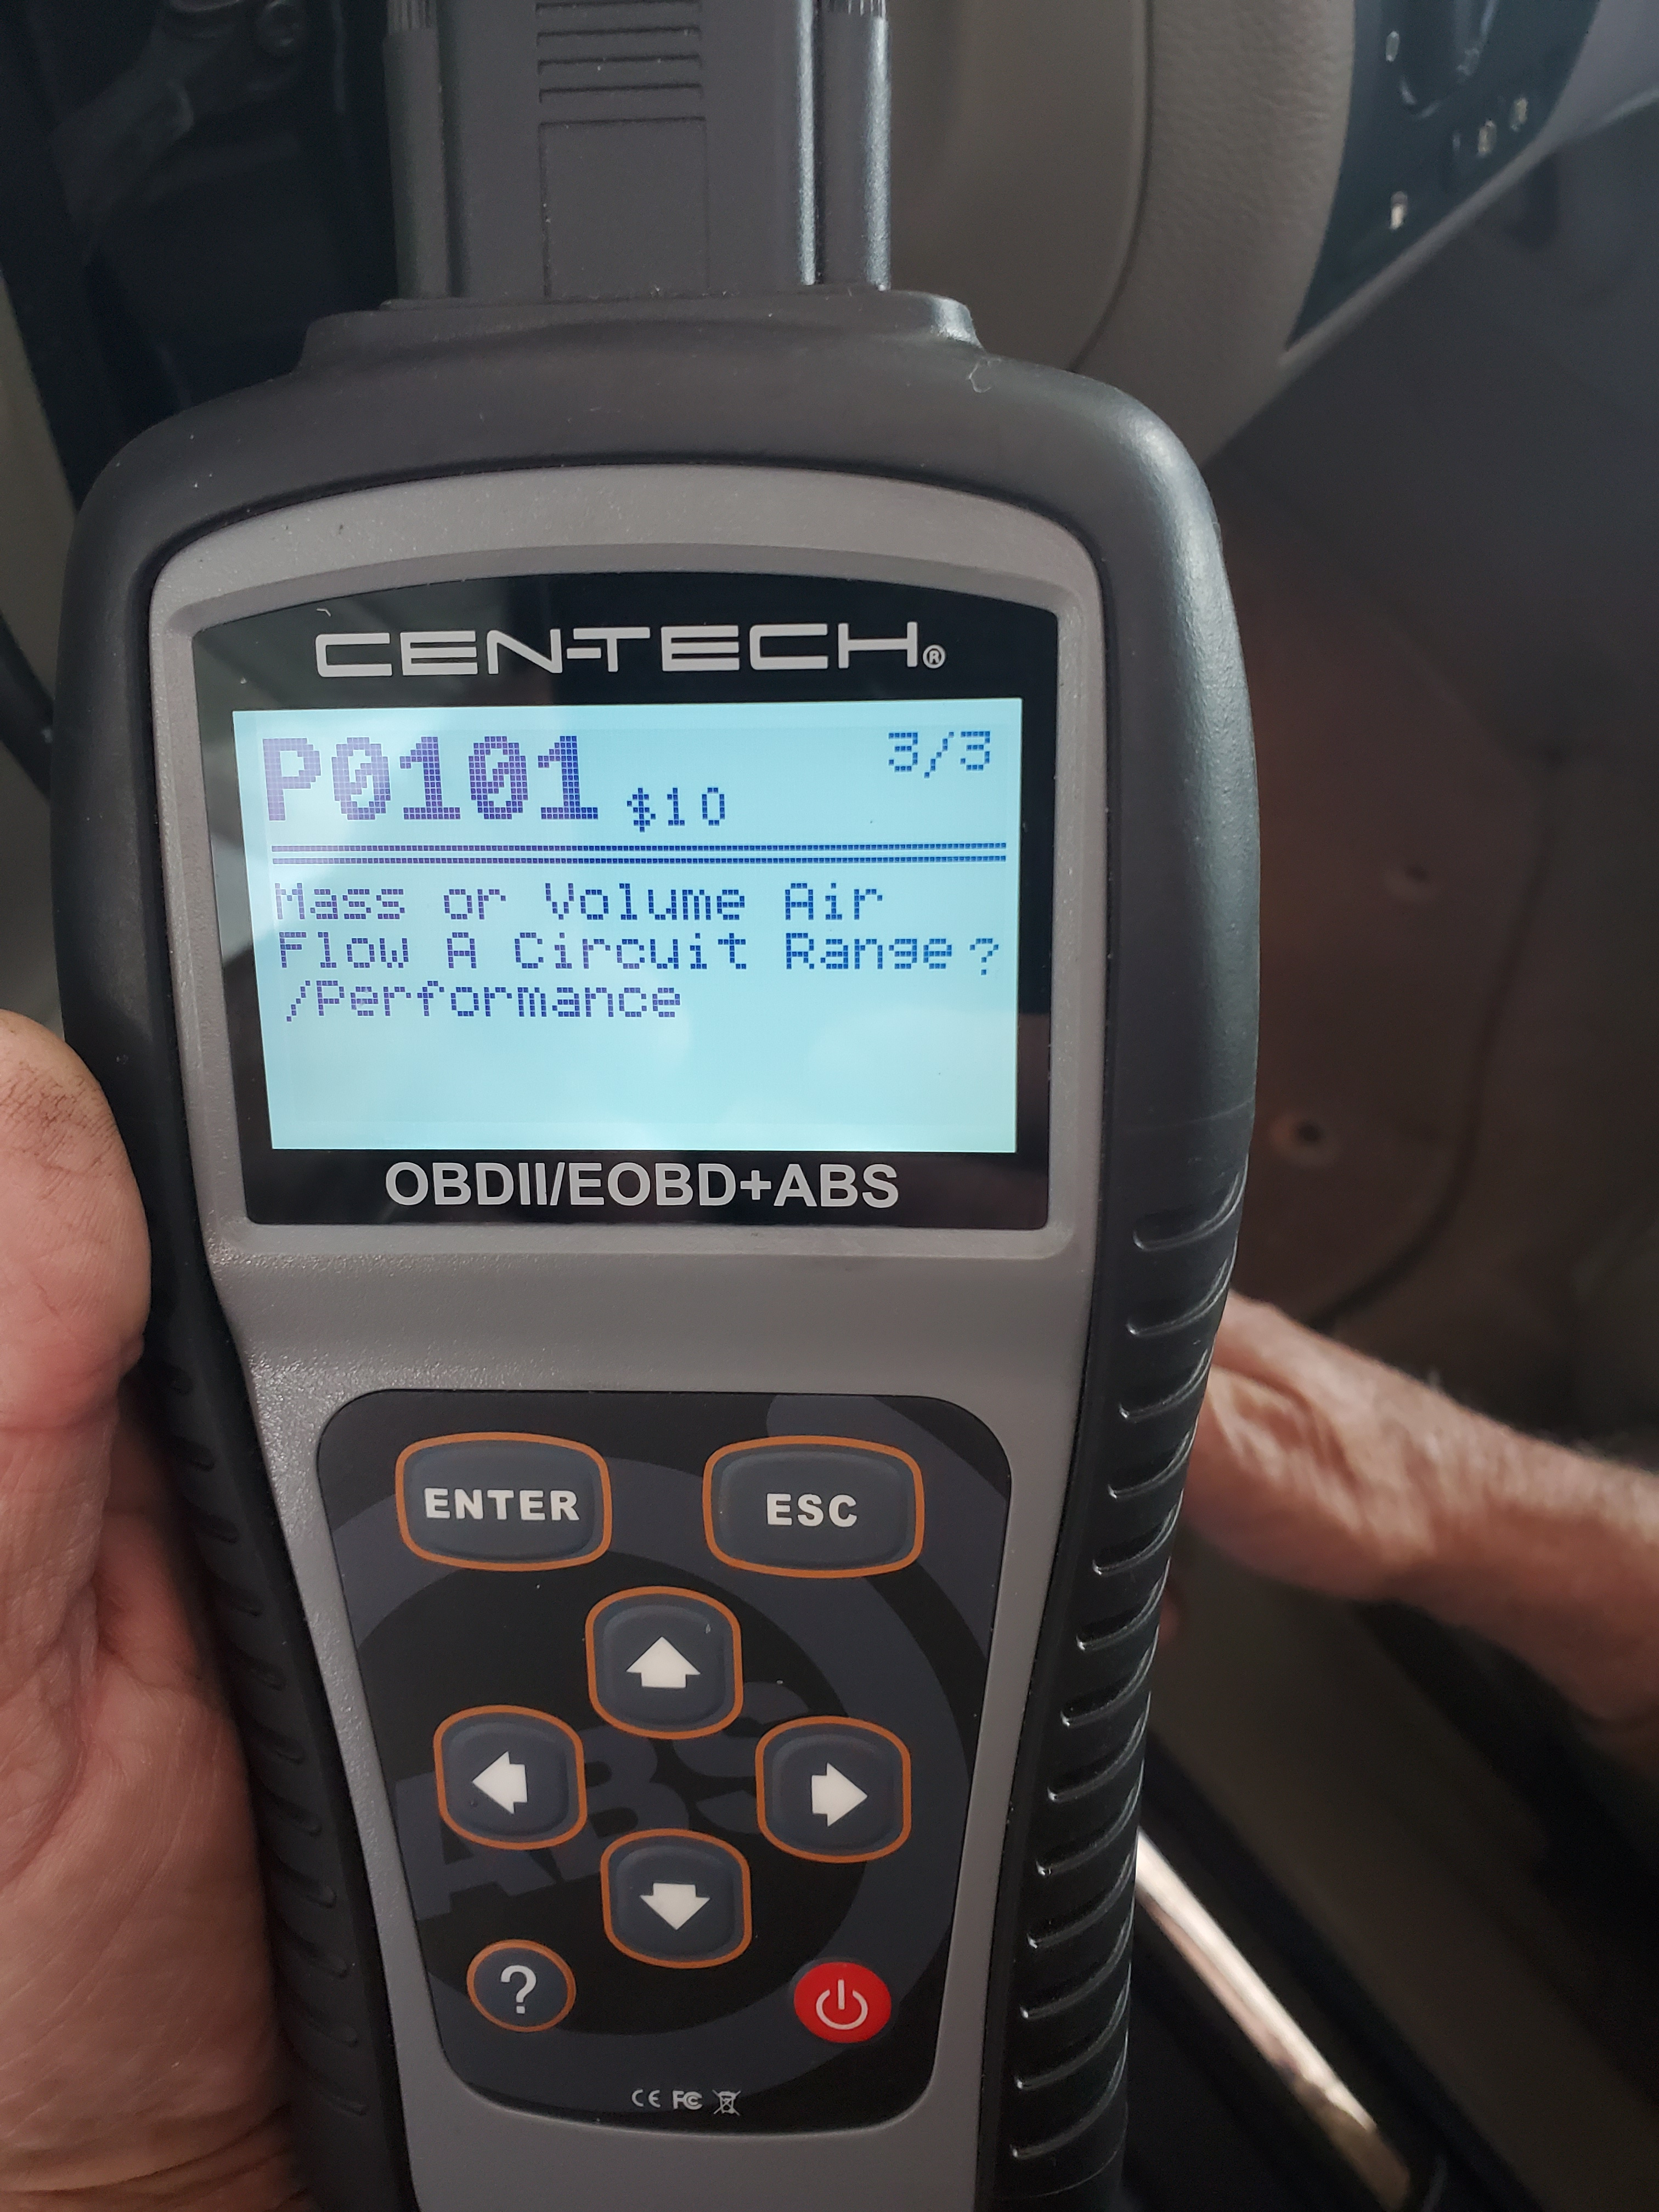 CEN-TECH®
P0101 $10 3/3
Mass or Volume Air
Flow A Circuit Range?
/Performance
OBDII/EOBD+ABS
ENTER ESC
ABS
?
CE FC